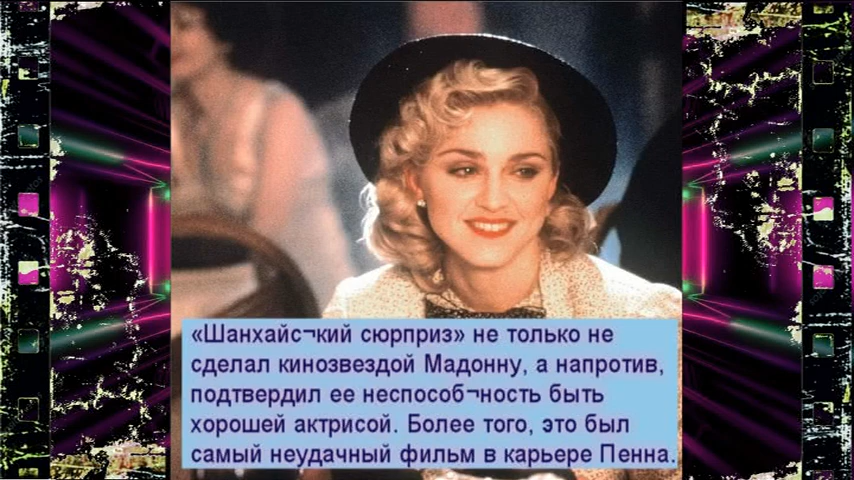 «Шанхайс¬кий сюрприз» не только не
сделал кинозвездой Мадонну, а напротив,
подтвердил ее неспособ¬ность быть
хорошей актрисой. Более того, это был
самый неудачный фильм в карьере Пенна.